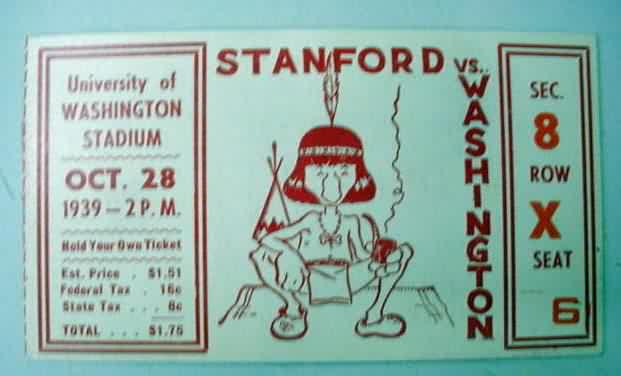 University of
WASHINGTON
STADIUM
OCT. 28
1939 — 2 P. M.
Hold Your Own Ticket
Est. Price . $1.51
Federal Tax . 16c
State Tax . . . 8c
TOTAL . . . $1.75
STANFORD vs.
WASHINGTON
SEC.
8
ROW
X
SEAT
6